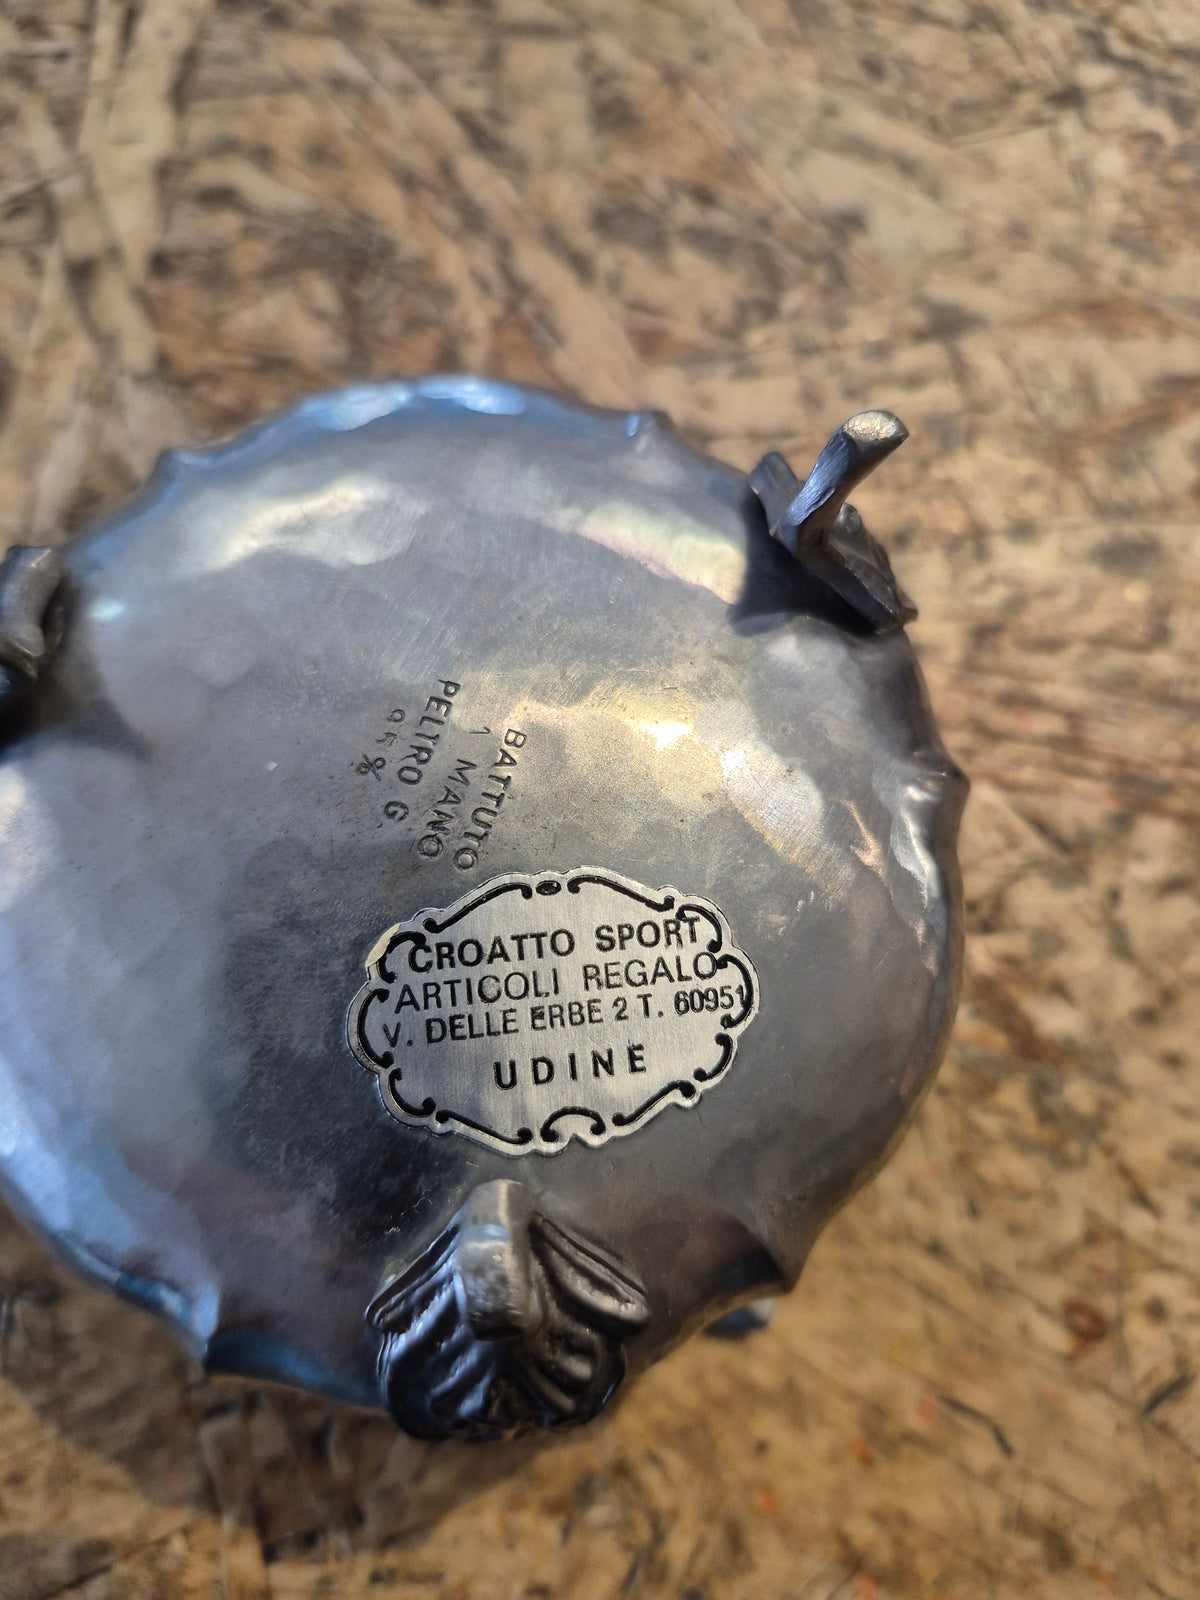 BATTUTO
A MANO
PELTRO G
95%
CROATTO SPORT
ARTICOLI REGALO
V. DELLE ERBE 2 T. 60951
UDINE